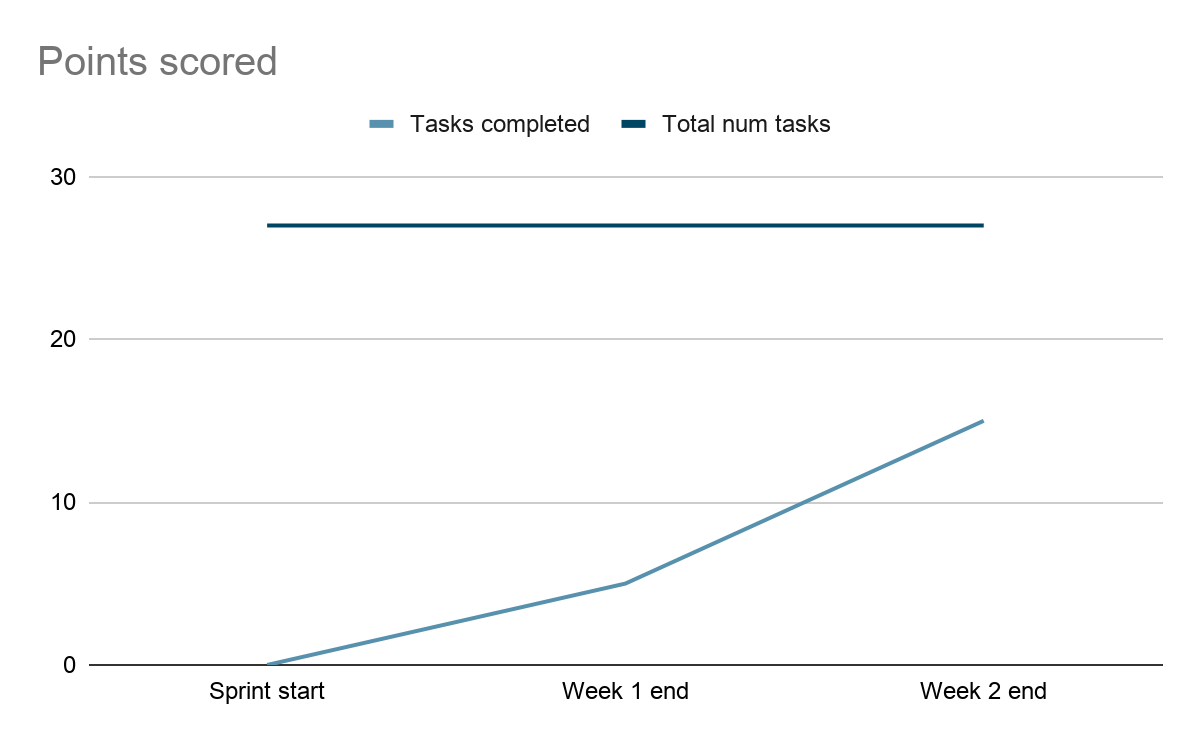 Points scored
Tasks completed Total num tasks
30
20
10
0
Sprint start Week 1 end Week 2 end